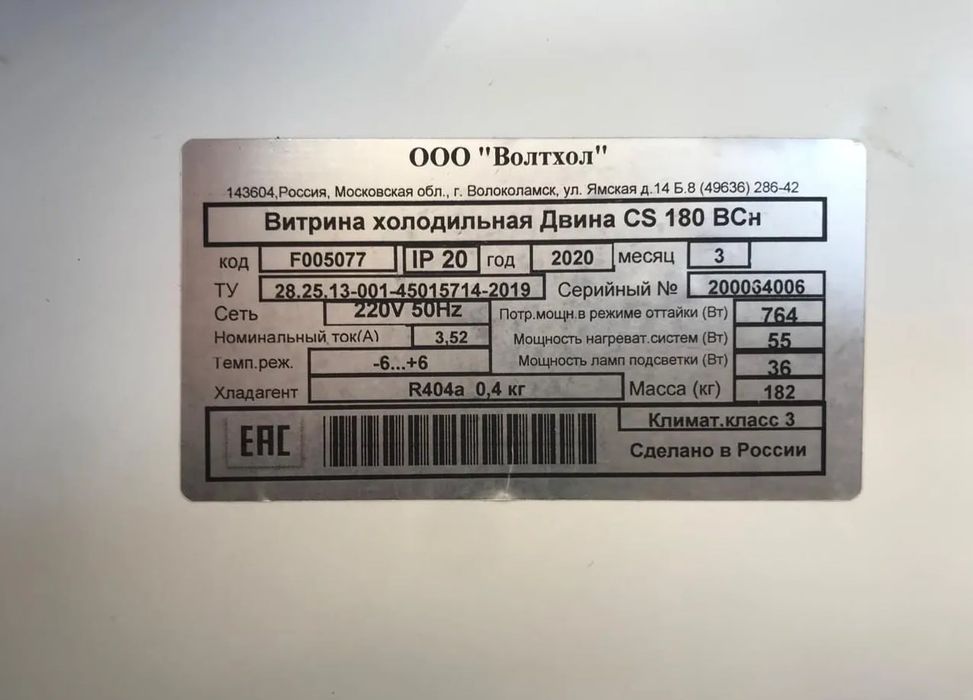 ООО "Волтхол"
143604,Россия, Московская обл., г. Волоколамск, ул. Ямская д.14 Б.8 (49636) 286-42
Витрина холодильная Двина CS 180 ВСн
код F005077 IP 20 год 2020 месяц 3
ТУ 28.25.13-001-45015714-2019 Серийный № 200064006
Сеть 220V 50Hz Потр.мощн.в режиме оттайки (Вт) 764
Номинальный ток(А) 3,52 Мощность нагреват.систем (Вт) 55
Темп.реж. -6...+6 Мощность ламп подсветки (Вт) 36
Хладагент R404a 0,4 кг Масса (кг) 182
Климат.класс 3
EAC Сделано в России